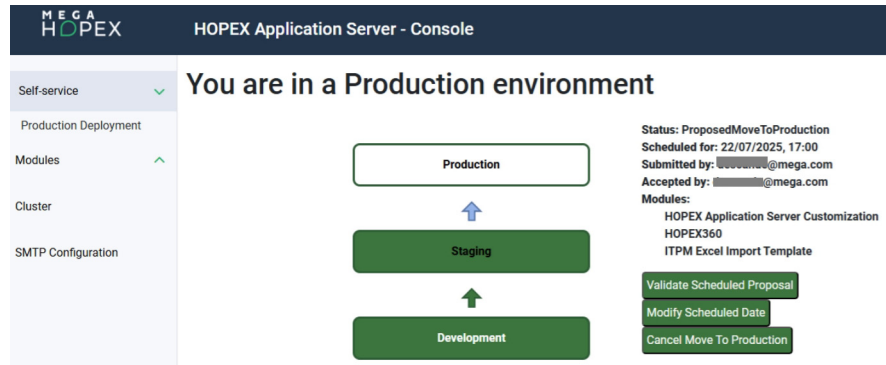 MEGA
HOPEX
HOPEX Application Server - Console
Self-service
Production Deployment
Modules
Cluster
SMTP Configuration
You are in a Production environment
Production
Staging
Development
Status: ProposedMoveToProduction
Scheduled for: 22/07/2025, 17:00
Submitted by: @mega.com
Accepted by: @mega.com
Modules:
HOPEX Application Server Customization
HOPEX360
ITPM Excel Import Template
Validate Scheduled Proposal
Modify Scheduled Date
Cancel Move To Production